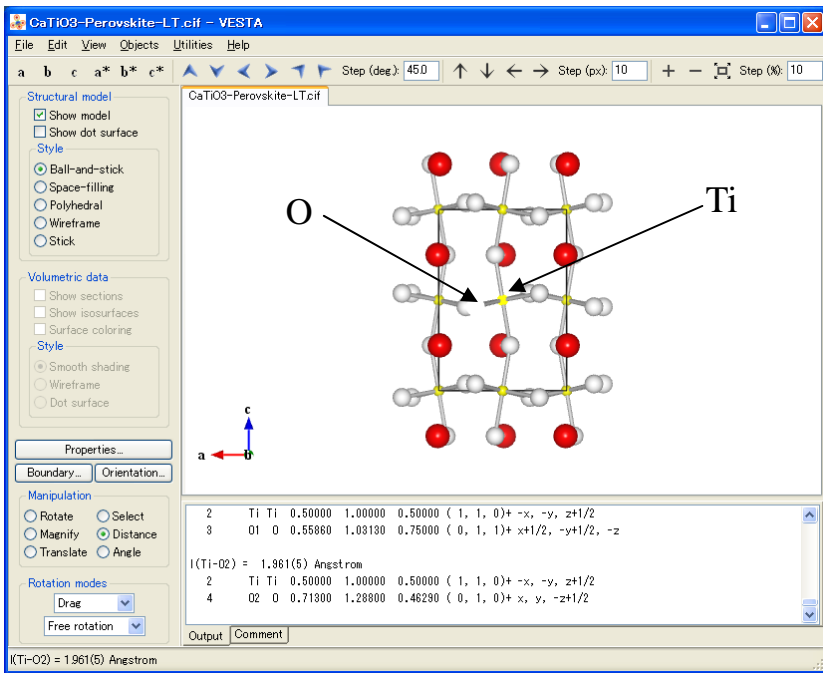 CaTiO3-Perovskite-LT.cif - VESTA
File Edit View Objects Utilities Help
a b c a* b* c* Step (deg.): 45.0 Step (px): 10 Step (%): 10
Structural model
Show model
Show dot surface
Style
Ball-and-stick
Space-filling
Polyhedral
Wireframe
Stick
Volumetric data
Show sections
Show isosurfaces
Surface coloring
Style
Smooth shading
Wireframe
Dot surface
Properties...
Boundary... Orientation...
Manipulation
Rotate Select
Magnify Distance
Translate Angle
Rotation modes
Drag
Free rotation
CaTiO3-Perovskite-LT.cif
O
Ti
c
a
b
2 Ti Ti 0.50000 1.00000 0.50000 ( 1, 1, 0)+ -x, -y, z+1/2
3 O1 O 0.55860 1.03130 0.75000 ( 0, 1, 1)+ x+1/2, -y+1/2, -z
l(Ti-O2) = 1.961(5) Angstrom
2 Ti Ti 0.50000 1.00000 0.50000 ( 1, 1, 0)+ -x, -y, z+1/2
4 O2 O 0.71300 1.28800 0.46290 ( 0, 1, 0)+ x, y, -z+1/2
Output Comment
l(Ti-O2) = 1.961(5) Angstrom